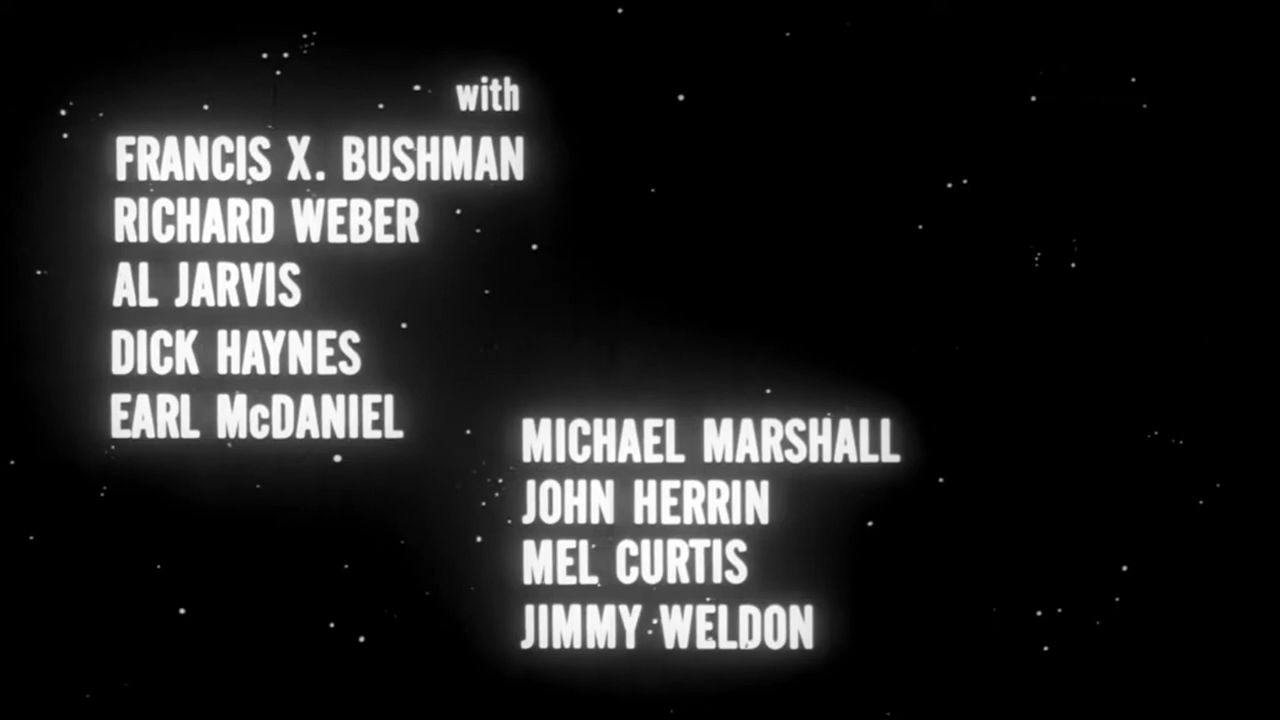 with
FRANCIS X. BUSHMAN
RICHARD WEBER
AL JARVIS
DICK HAYNES
EARL McDANIEL
MICHAEL MARSHALL
JOHN HERRIN
MEL CURTIS
JIMMY WELDON